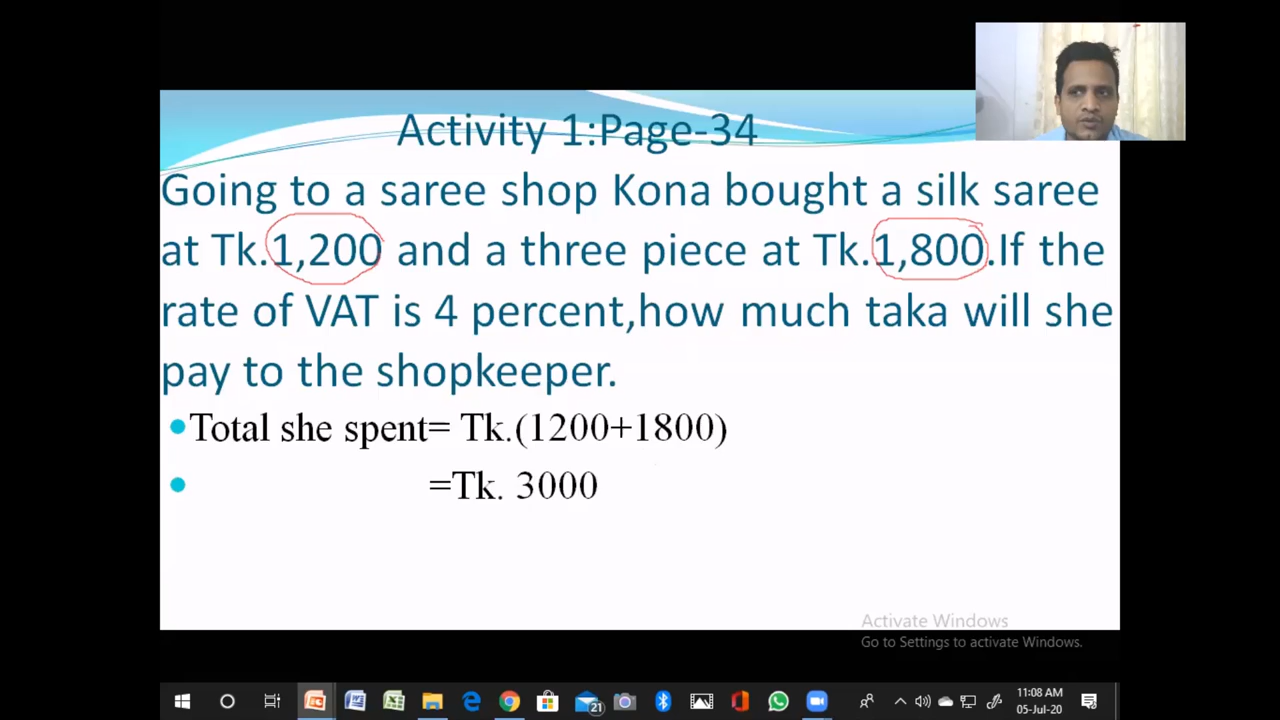 Activity 1:Page-34
Going to a saree shop Kona bought a silk saree
at Tk.1,200 and a three piece at Tk.1,800.If the
rate of VAT is 4 percent,how much taka will she
pay to the shopkeeper.
Total she spent= Tk.(1200+1800)
=Tk. 3000
Activate Windows
Go to Settings to activate Windows.
21
11:08 AM
05-Jul-20